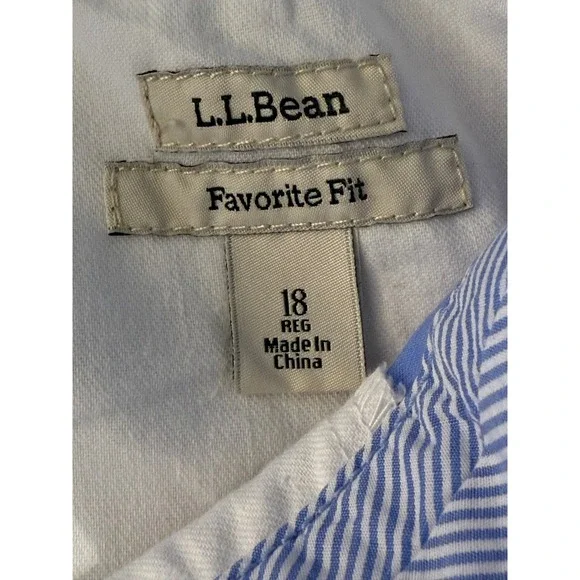 L.L.Bean
Favorite Fit
18
REG
Made In
China